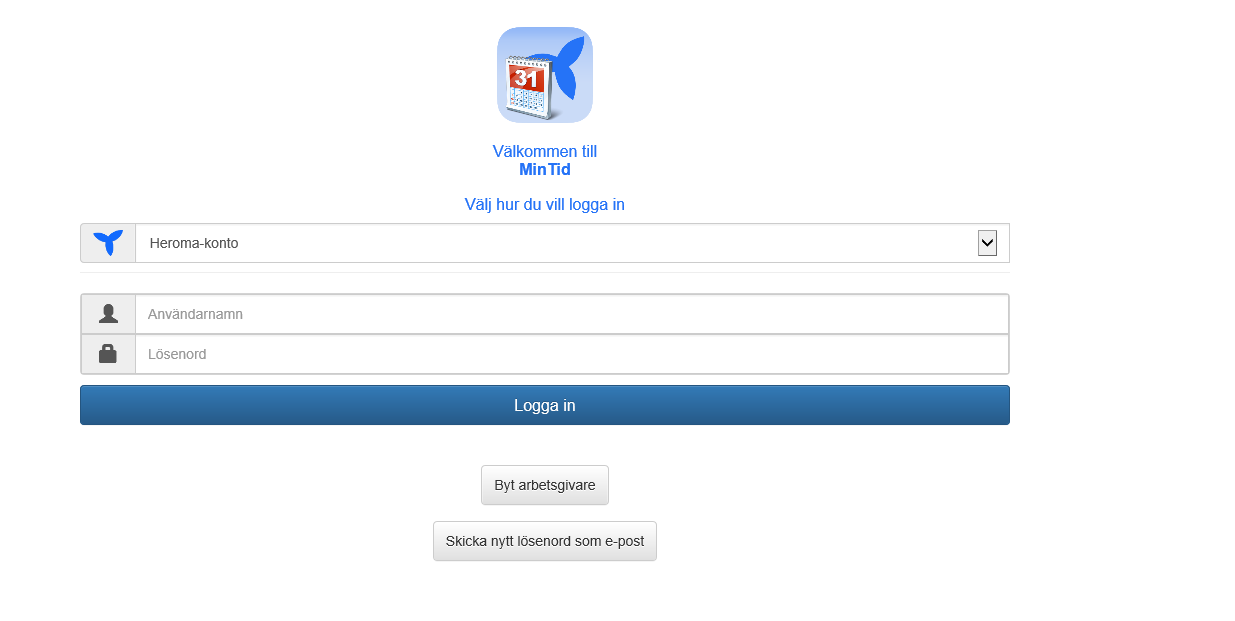 31
Välkommen till
MinTid
Välj hur du vill logga in
Heroma-konto
Användarnamn
Lösenord
Logga in
Byt arbetsgivare
Skicka nytt lösenord som e-post